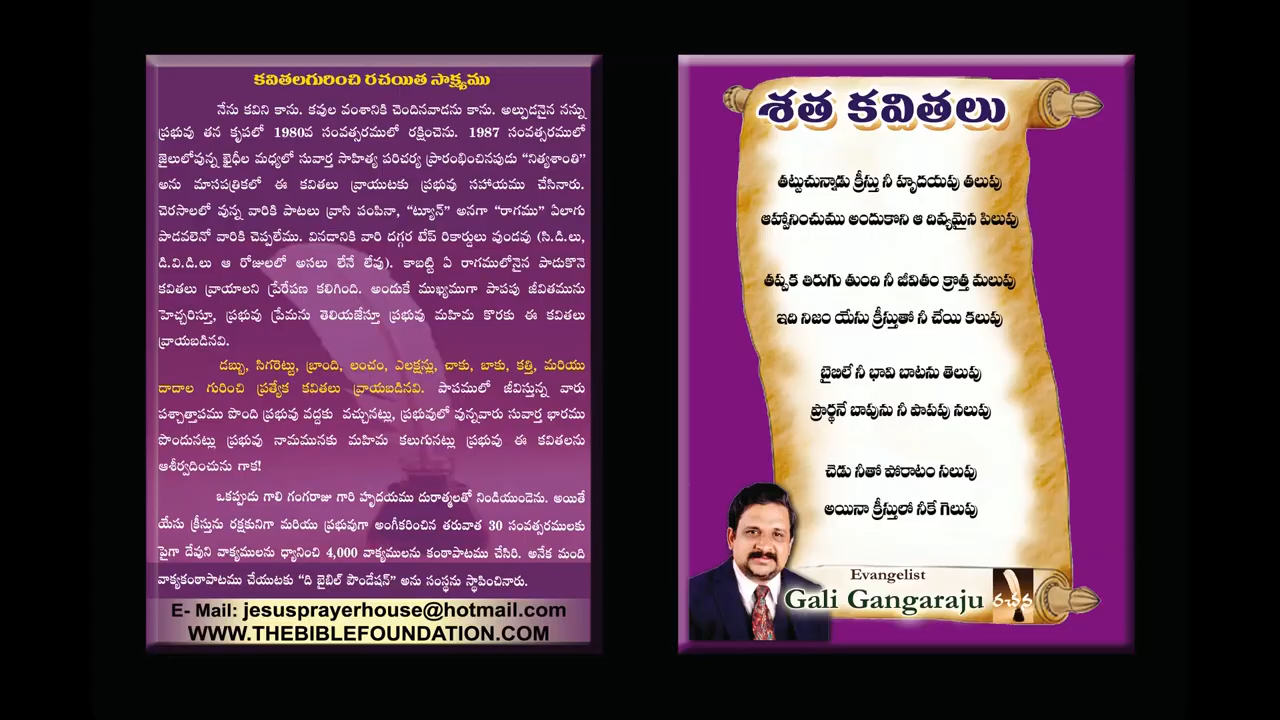 కవితలగురించి రచయిత సాక్ష్యము
నేను కవిని కాను. కవుల వంశానికి చెందినవాడను కాను. అల్పుడనైన నన్ను
ప్రభువు తన కృపలో 1980వ సంవత్సరములో రక్షించెను. 1987 సంవత్సరములో
జైలులోవున్న ఖైధీల మధ్యలో సువార్త సాహిత్య పరిచర్య ప్రారంభించినపుడు “నిత్యశాంతి”
అను మాసపత్రికలో ఈ కవితలు వ్రాయుటకు ప్రభువు సహాయము చేసినారు.
చెరసాలలో వున్న వారికి పాటలు వ్రాసి పంపినా, “ట్యూన్” అనగా “రాగము” ఏలాగు
పాడవలెనో వారికి చెప్పలేము. వినడానికి వారి దగ్గర టేప్ రికార్డులు వుండవు (సి.డి.లు,
డి.వి.డి.లు ఆ రోజులలో అసలు లేనే లేవు). కాబట్టి ఏ రాగములోనైన పాడుకొనె
కవితలు వ్రాయాలని ప్రేరేపణ కలిగింది. అందుకే ముఖ్యముగా పాపపు జీవితమును
హెచ్చరిస్తూ, ప్రభువు ప్రేమను తెలియజేస్తూ ప్రభువు మహిమ కొరకు ఈ కవితలు
వ్రాయబడినవి.
డబ్బు, సిగరెట్టు, బ్రాంది, లంచం, ఎలక్షన్లు, చాకు, బాకు, కత్తి, మరియు
దాదాల గురించి ప్రత్యేక కవితలు వ్రాయబడినవి. పాపములో జీవిస్తున్న వారు
పశ్చాత్తాపము పొంది ప్రభువు వద్దకు వచ్చునట్లు, ప్రభువులో వున్నవారు సువార్త భారము
పొందునట్లు ప్రభువు నామమునకు మహిమ కలుగునట్లు ప్రభువు ఈ కవితలను
ఆశీర్వదించును గాక!
ఒకప్పుడు గాలి గంగరాజు గారి హృదయము దురాత్మలతో నిండియుండెను. అయితే
యేసు క్రీస్తును రక్షకునిగా మరియు ప్రభువుగా అంగీకరించిన తరువాత 30 సంవత్సరములకు
పైగా దేవుని వాక్యములను ధ్యానించి 4,000 వాక్యములను కంఠాపాటము చేసిరి. అనేక మంది
వాక్యకంఠాపాటము చేయుటకు “ది బైబిల్ పౌండేషన్” అను సంస్థను స్థాపించినారు.
E- Mail: jesusprayerhouse@hotmail.com
WWW.THEBIBLEFOUNDATION.COM
శత కవితలు
తట్టుచున్నాడు క్రీస్తు నీ హృదయపు తలుపు
ఆహ్వానించుము అందుకొని ఆ దివ్యమైన పిలుపు
తప్పక తిరుగు తుంది నీ జీవితం క్రొత్త మలుపు
ఇది నిజం యేసు క్రీస్తుతో నీ చేయి కలుపు
బైబిలే నీ భావి బాటను తెలుపు
ప్రార్థనే బాపును నీ పాపపు నలుపు
చెడు నీతో పోరాటం సలుపు
అయినా క్రీస్తులో నీకే గెలుపు
Evangelist
Gali Gangaraju రచన